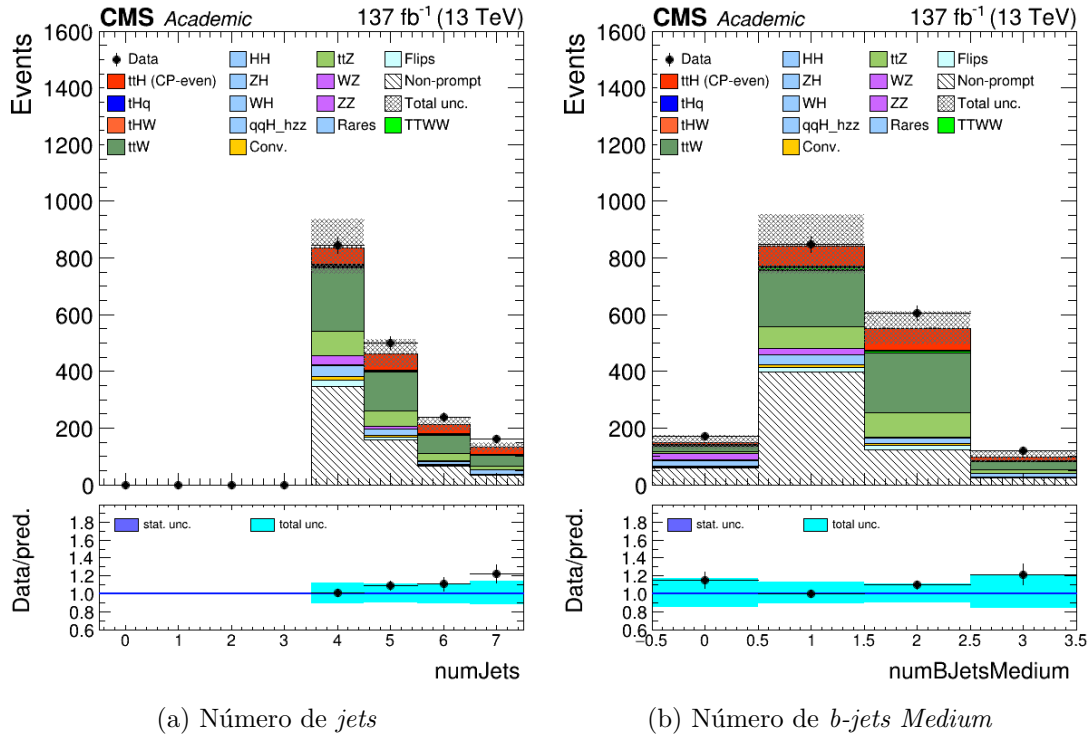 CMS Academic 137 fb⁻¹ (13 TeV)
Events
1600
1400
1200
1000
800
600
400
200
0
Data
ttH (CP-even)
tHq
tHW
ttW
HH
ZH
WH
qqH_hzz
Conv.
ttZ
WZ
ZZ
Rares
Flips
Non-prompt
Total unc.
TTWW
Data/pred.
1.8
1.6
1.4
1.2
1.0
0.8
0.6
stat. unc.
total unc.
0 1 2 3 4 5 6 7
numJets
(a) Número de jets
CMS Academic 137 fb⁻¹ (13 TeV)
Events
1600
1400
1200
1000
800
600
400
200
0
Data
ttH (CP-even)
tHq
tHW
ttW
HH
ZH
WH
qqH_hzz
Conv.
ttZ
WZ
ZZ
Rares
Flips
Non-prompt
Total unc.
TTWW
Data/pred.
1.8
1.6
1.4
1.2
1.0
0.8
0.6
stat. unc.
total unc.
−0.5 0 0.5 1 1.5 2 2.5 3 3.5
numBJetsMedium
(b) Número de b-jets Medium